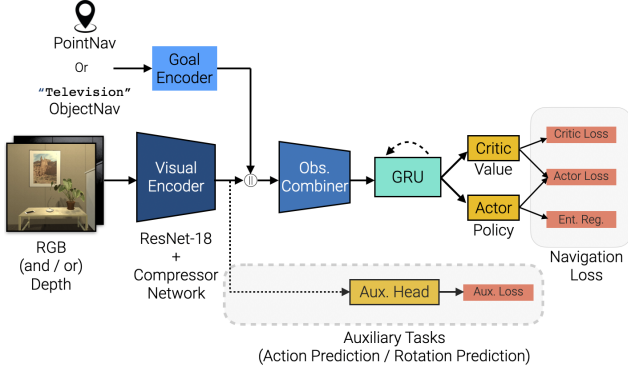 PointNav
Or
“Television”
ObjectNav
Goal
Encoder
RGB
(and / or)
Depth
Visual
Encoder
ResNet-18
+
Compressor
Network
||
Obs.
Combiner
GRU
Critic
Value
Actor
Policy
Critic Loss
Actor Loss
Ent. Reg.
Navigation
Loss
Aux. Head
Aux. Loss
Auxiliary Tasks
(Action Prediction / Rotation Prediction)